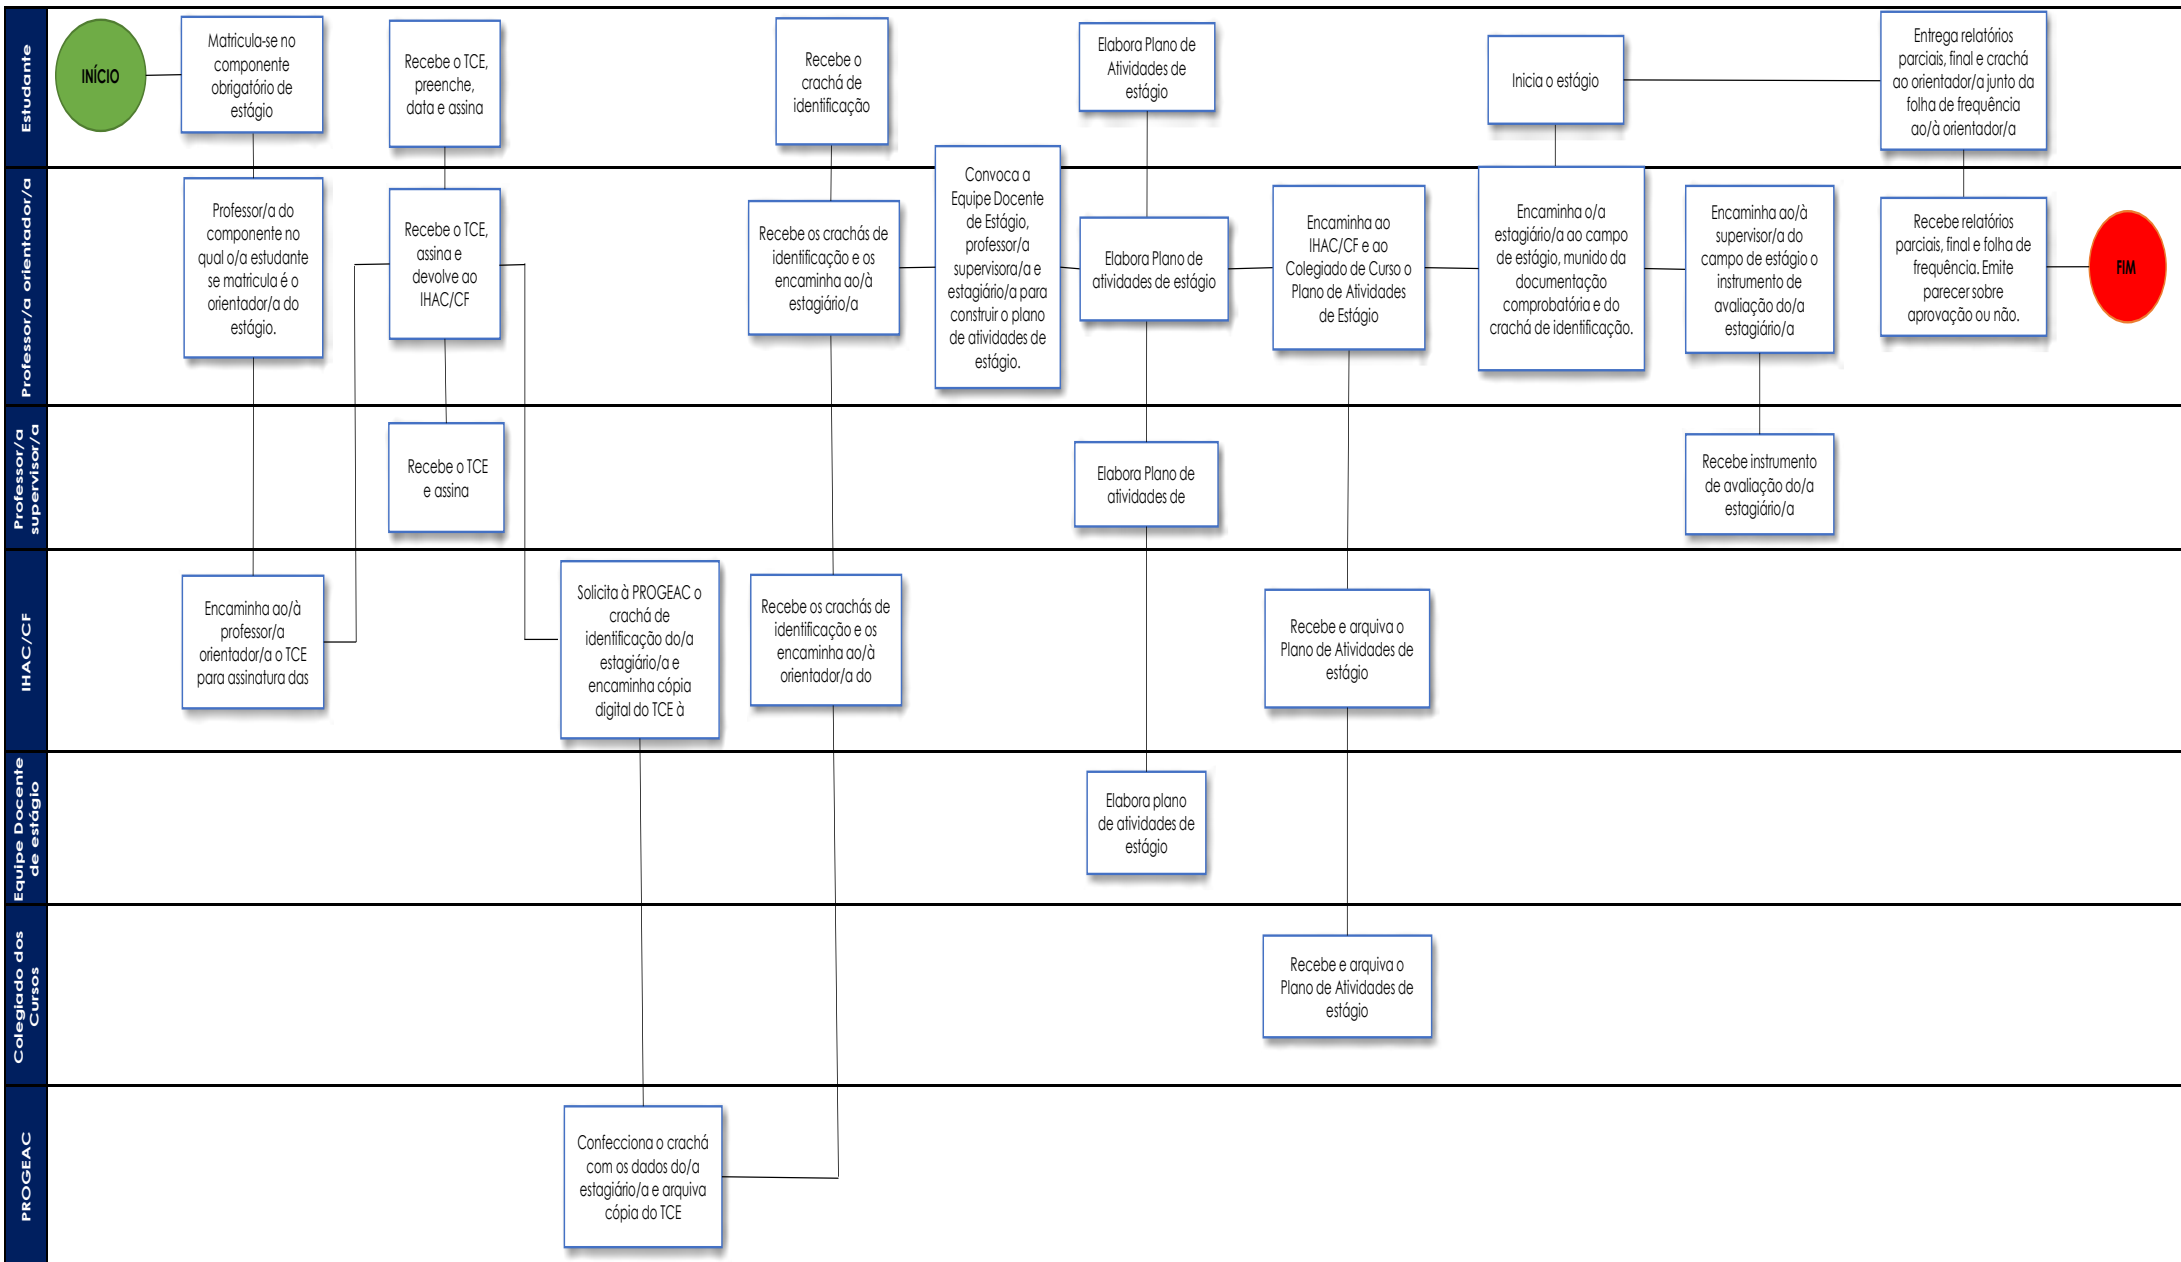 Estudante
INÍCIO
Matricula-se no
componente
obrigatório de
estágio
Recebe o TCE,
preenche,
data e assina
Recebe o
crachá de
identificação
Elabora Plano de
Atividades de
estágio
Inicia o estágio
Entrega relatórios
parciais, final e crachá
ao orientador/a junto da
folha de frequência
ao/à orientador/a
Professor/a orientador/a
Professor/a do
componente no
qual o/a estudante
se matricula é o
orientador/a do
estágio.
Recebe o TCE,
assina e
devolve ao
IHAC/CF
Recebe os crachás de
identificação e os
encaminha ao/à
estagiário/a
Convoca a
Equipe Docente
de Estágio,
professor/a
supervisora/a e
estagiário/a para
construir o plano
de atividades de
estágio.
Elabora Plano de
atividades de estágio
Encaminha ao
IHAC/CF e ao
Colegiado de Curso o
Plano de Atividades
de Estágio
Encaminha o/a
estagiário/a ao campo
de estágio, munido da
documentação
comprobatória e do
crachá de identificação.
Encaminha ao/à
supervisor/a do
campo de estágio o
instrumento de
avaliação do/a
estagiário/a
Recebe relatórios
parciais, final e folha de
frequência. Emite
parecer sobre
aprovação ou não.
FIM
Professor/a
supervisor/a
Recebe o TCE
e assina
Elabora Plano de
atividades de
Recebe instrumento
de avaliação do/a
estagiário/a
IHAC/CF
Encaminha ao/à
professor/a
orientador/a o TCE
para assinatura das
Solicita à PROGEAC o
crachá de
identificação do/a
estagiário/a e
encaminha cópia
digital do TCE à
Recebe os crachás de
identificação e os
encaminha ao/à
orientador/a do
Recebe e arquiva o
Plano de Atividades de
estágio
Equipe Docente
de estágio
Elabora plano
de atividades de
estágio
Colegiado dos
Cursos
Recebe e arquiva o
Plano de Atividades de
estágio
PROGEAC
Confecciona o crachá
com os dados do/a
estagiário/a e arquiva
cópia do TCE